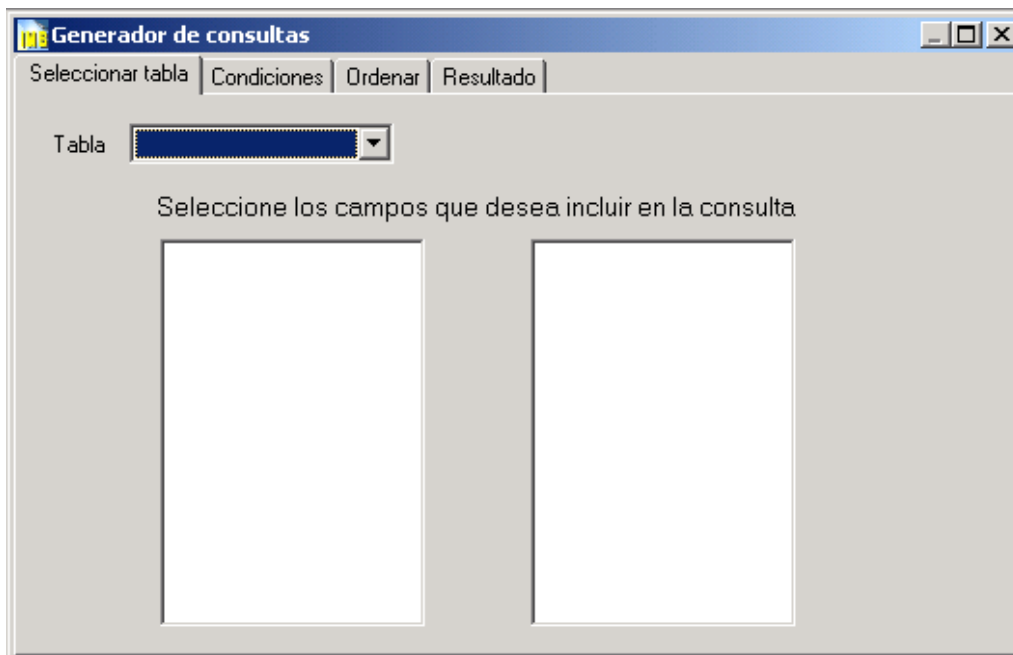 Generador de consultas
Seleccionar tabla Condiciones Ordenar Resultado
Tabla
Seleccione los campos que desea incluir en la consulta